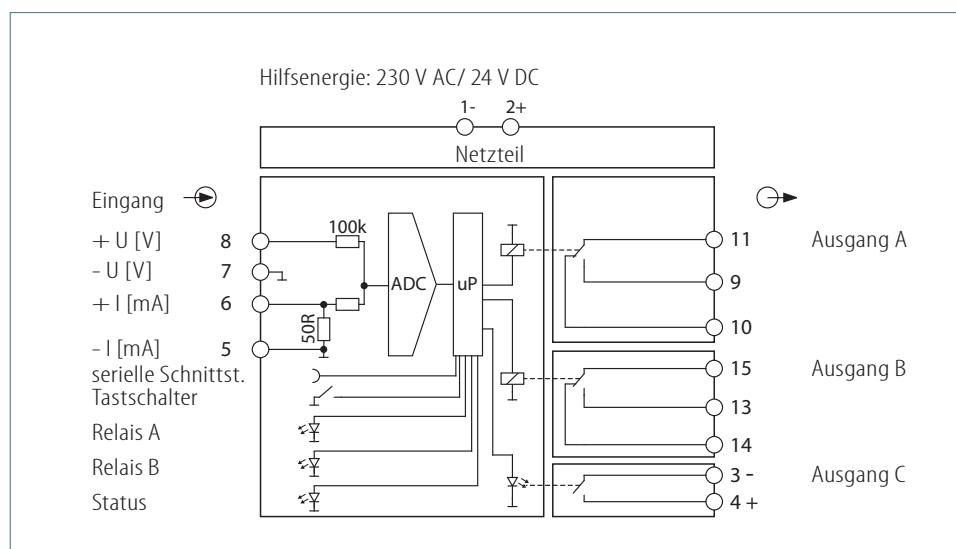 Hilfsenergie: 230 V AC/ 24 V DC
1- 2+
Netzteil
Eingang
+ U [V] 8 100k 11 Ausgang A
- U [V] 7 ADC uP 9
+ I [mA] 6 50R 10
- I [mA] 5 15 Ausgang B
serielle Schnittst.
Tastschalter 13
Relais A 14
Relais B 3 - Ausgang C
Status 4 +